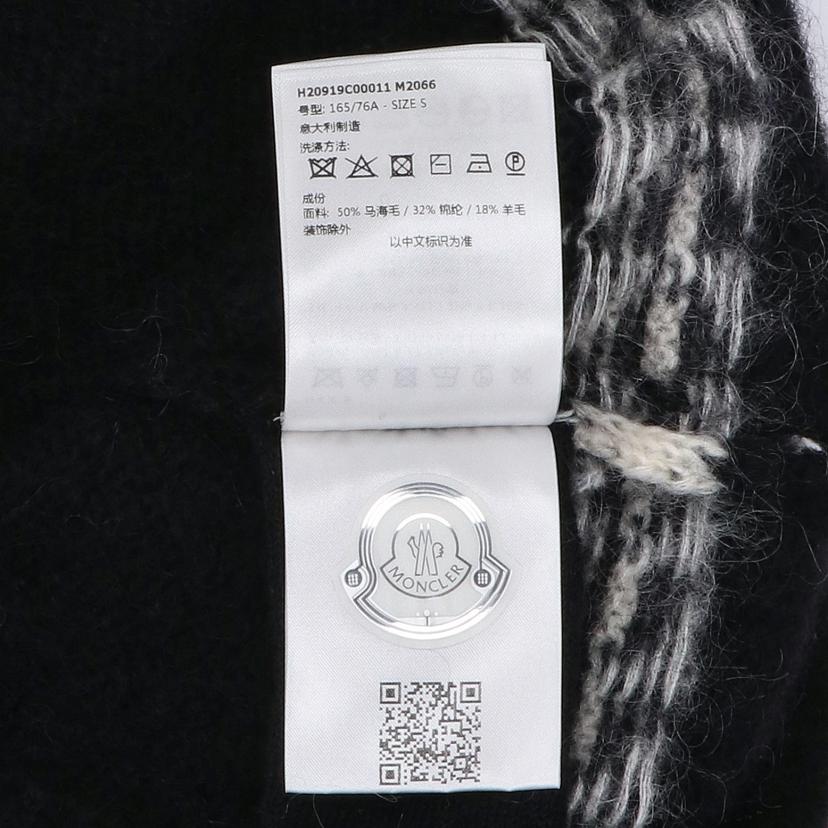 H20919C00011 M2066
号型: 165/76A - SIZE S
意大利制造
洗涤方法:
P
成份
面料: 50% 马海毛 / 32% 锦纶 / 18% 羊毛
装饰除外
以中文标识为准
MONCLER